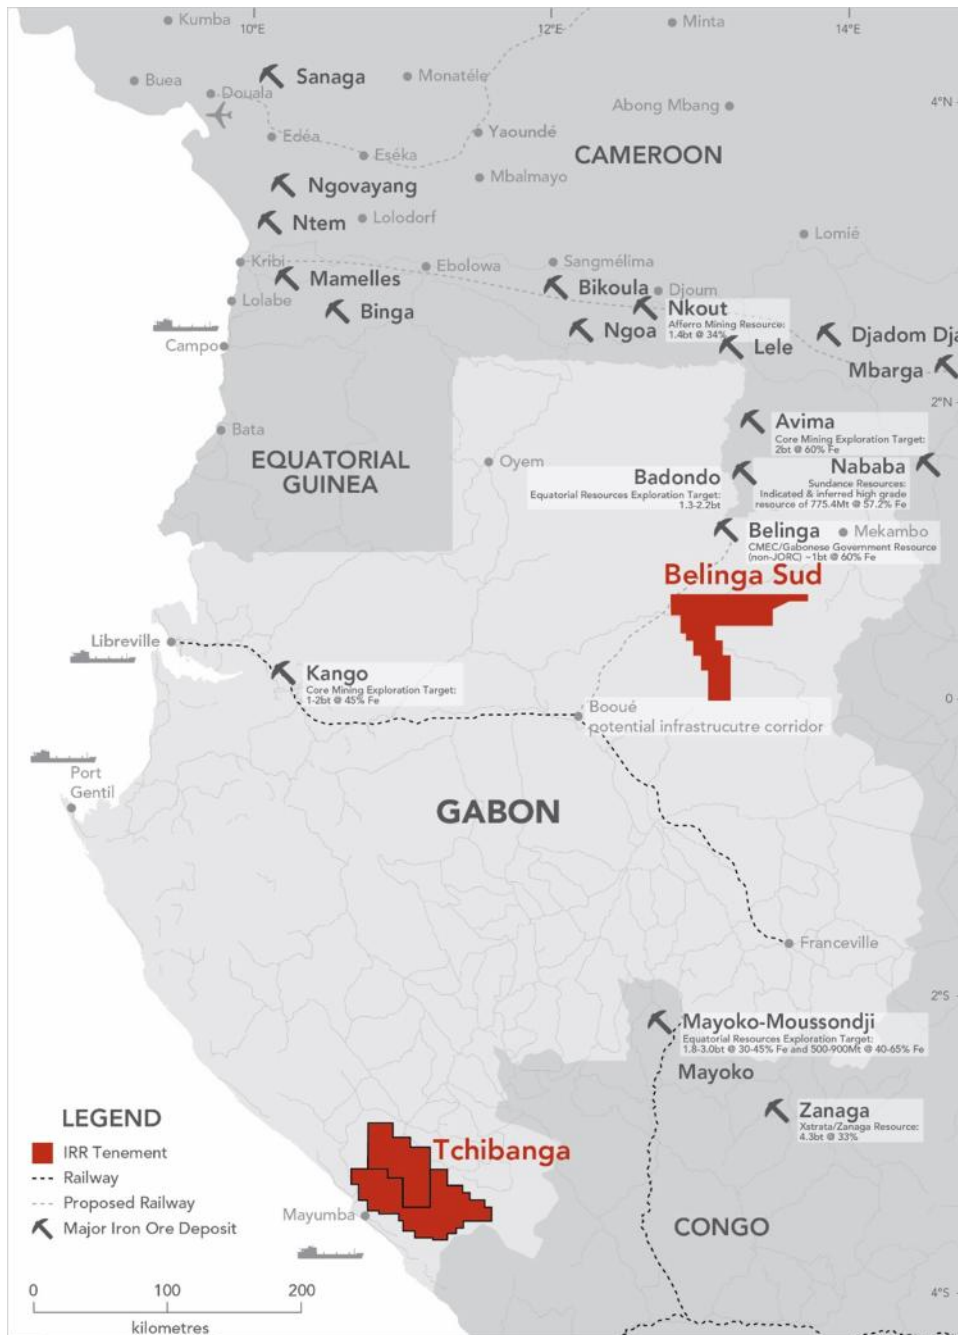 Kumba
10°E
12°E
Minta
14°E
Sanaga
Monatéle
Buea
Douala
Abong Mbang
4°N
Edéa
Yaoundé
Eséka
CAMEROON
Mbalmayo
Ngovayang
Ntem
Lolodorf
Lomié
Kribi
Ebolowa
Sangmélima
Mamelles
Bikoula
Djoum
Lolabe
Binga
Nkout
Afferro Mining Resource:
1.4bt @ 34%
Ngoa
Djadom Dja
Campo
Lele
Mbarga
2°N
Avima
Core Mining Exploration Target:
2bt @ 60% Fe
Bata
EQUATORIAL
GUINEA
Oyem
Badondo
Equatorial Resources Exploration Target:
1.3-2.2bt
Nababa
Sundance Resources:
Indicated & inferred high grade
resource of 775.4Mt @ 57.2% Fe
Belinga
Mekambo
CMEC/Gabonese Government Resource
(non-JORC) ~1bt @ 60% Fe
Belinga Sud
Libreville
Kango
Core Mining Exploration Target:
1-2bt @ 45% Fe
0
Booué
potential infrastrucutre corridor
Port
Gentil
GABON
Franceville
2°S
Mayoko-Moussondji
Equatorial Resources Exploration Target:
1.8-3.0bt @ 30-45% Fe and 500-900Mt @ 40-65% Fe
Mayoko
Zanaga
Xstrata/Zanaga Resource:
4.3bt @ 33%
LEGEND
IRR Tenement
Railway
Proposed Railway
Major Iron Ore Deposit
Tchibanga
Mayumba
CONGO
4°S
0
100
200
kilometres